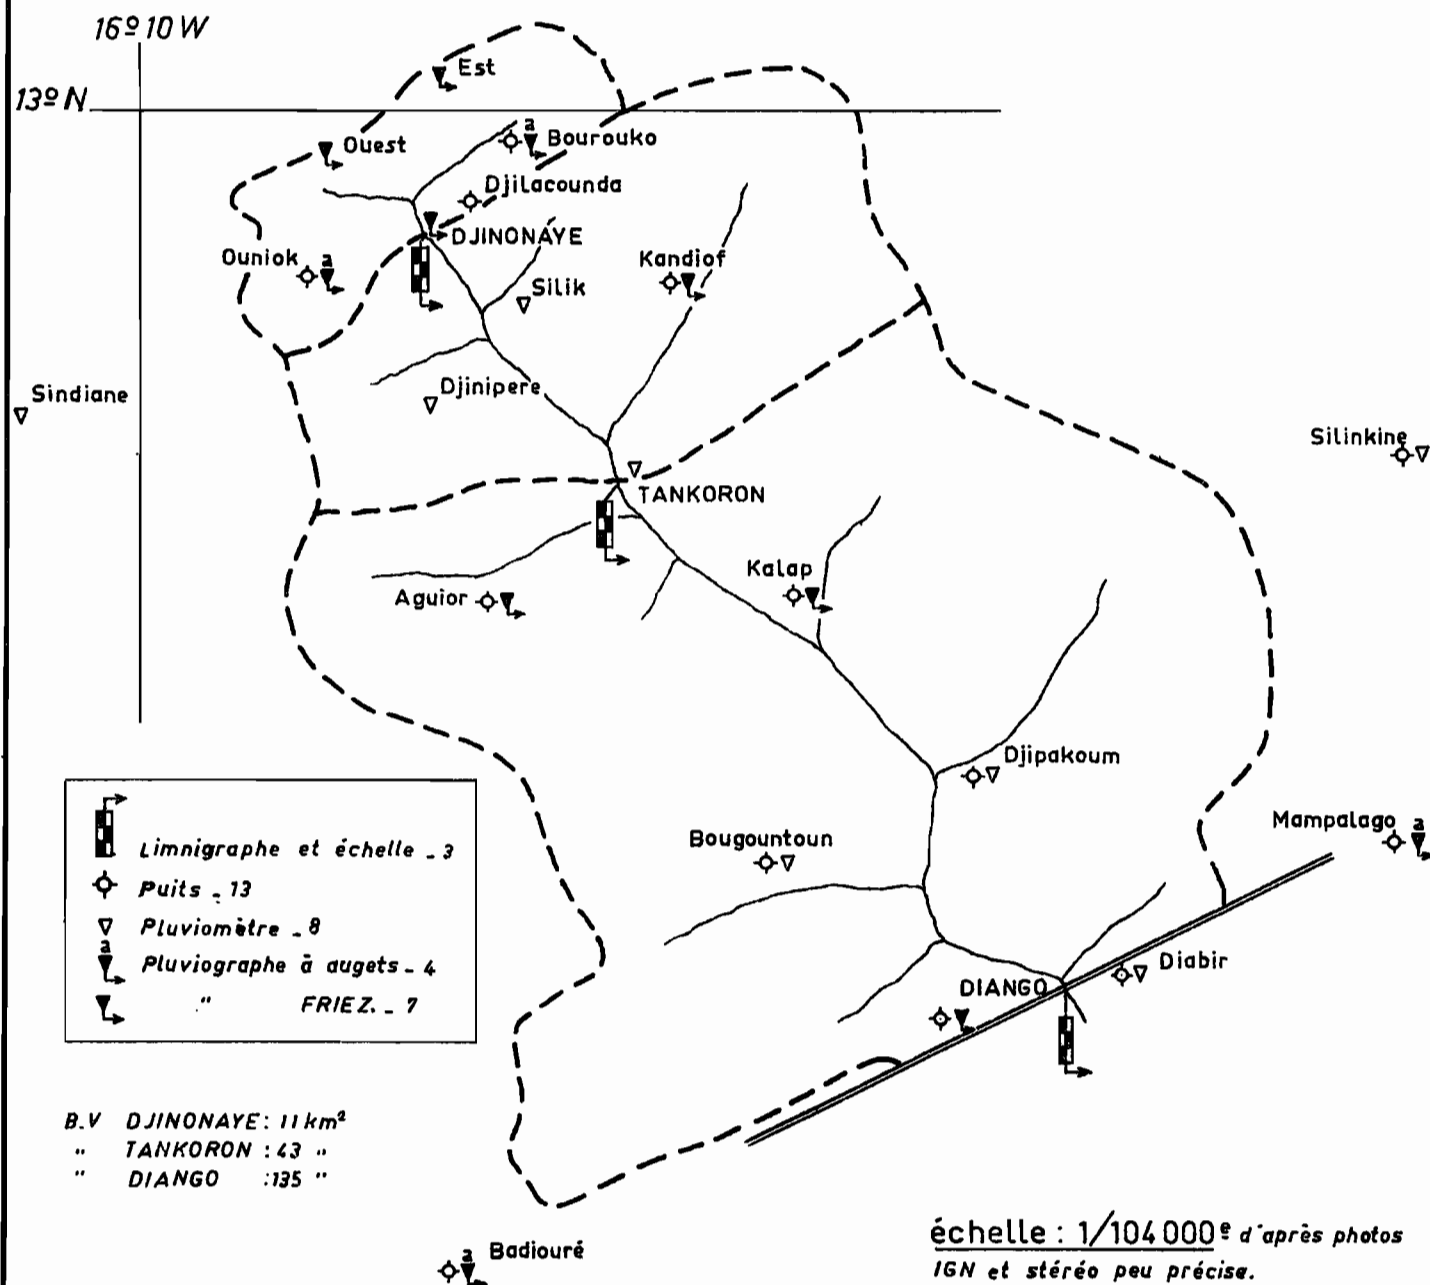 16º10 W
13º N
Est
Ouest
a
Bourouko
Djilacounda
DJINONAYE
Ouniok
a
Kandiof
Silik
Sindiane
Djinipere
Silinkine
TANKORON
Kalap
Aguior
Djipakoum
Mampalago
a
Bougountoun
Diabir
DIANGO
Limnigraphe et échelle - 3
Puits - 13
Pluviomètre - 8
a
Pluviographe à augets - 4
" FRIEZ. - 7
B.V DJINONAYE : 11 km²
" TANKORON : 43 "
" DIANGO : 135 "
a
Badiouré
échelle : 1/104 000e d'après photos
IGN et stéréo peu précise.